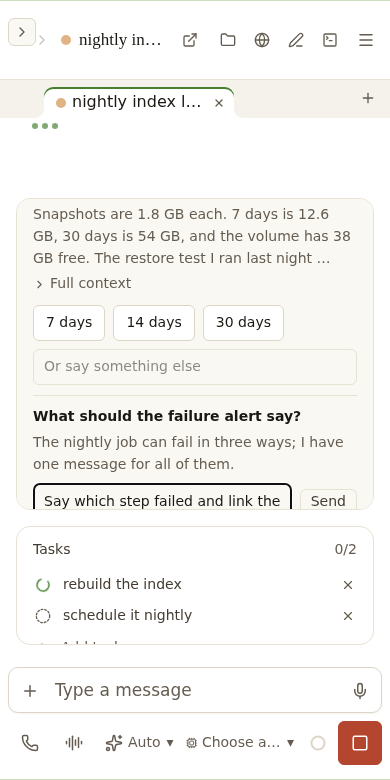 nightly in…
nightly index l…
Snapshots are 1.8 GB each. 7 days is 12.6
GB, 30 days is 54 GB, and the volume has 38
GB free. The restore test I ran last night …
Full context
7 days
14 days
30 days
Or say something else
What should the failure alert say?
The nightly job can fail in three ways; I have
one message for all of them.
Say which step failed and link the
Send
Tasks
0/2
rebuild the index
schedule it nightly
Type a message
Auto
Choose a…